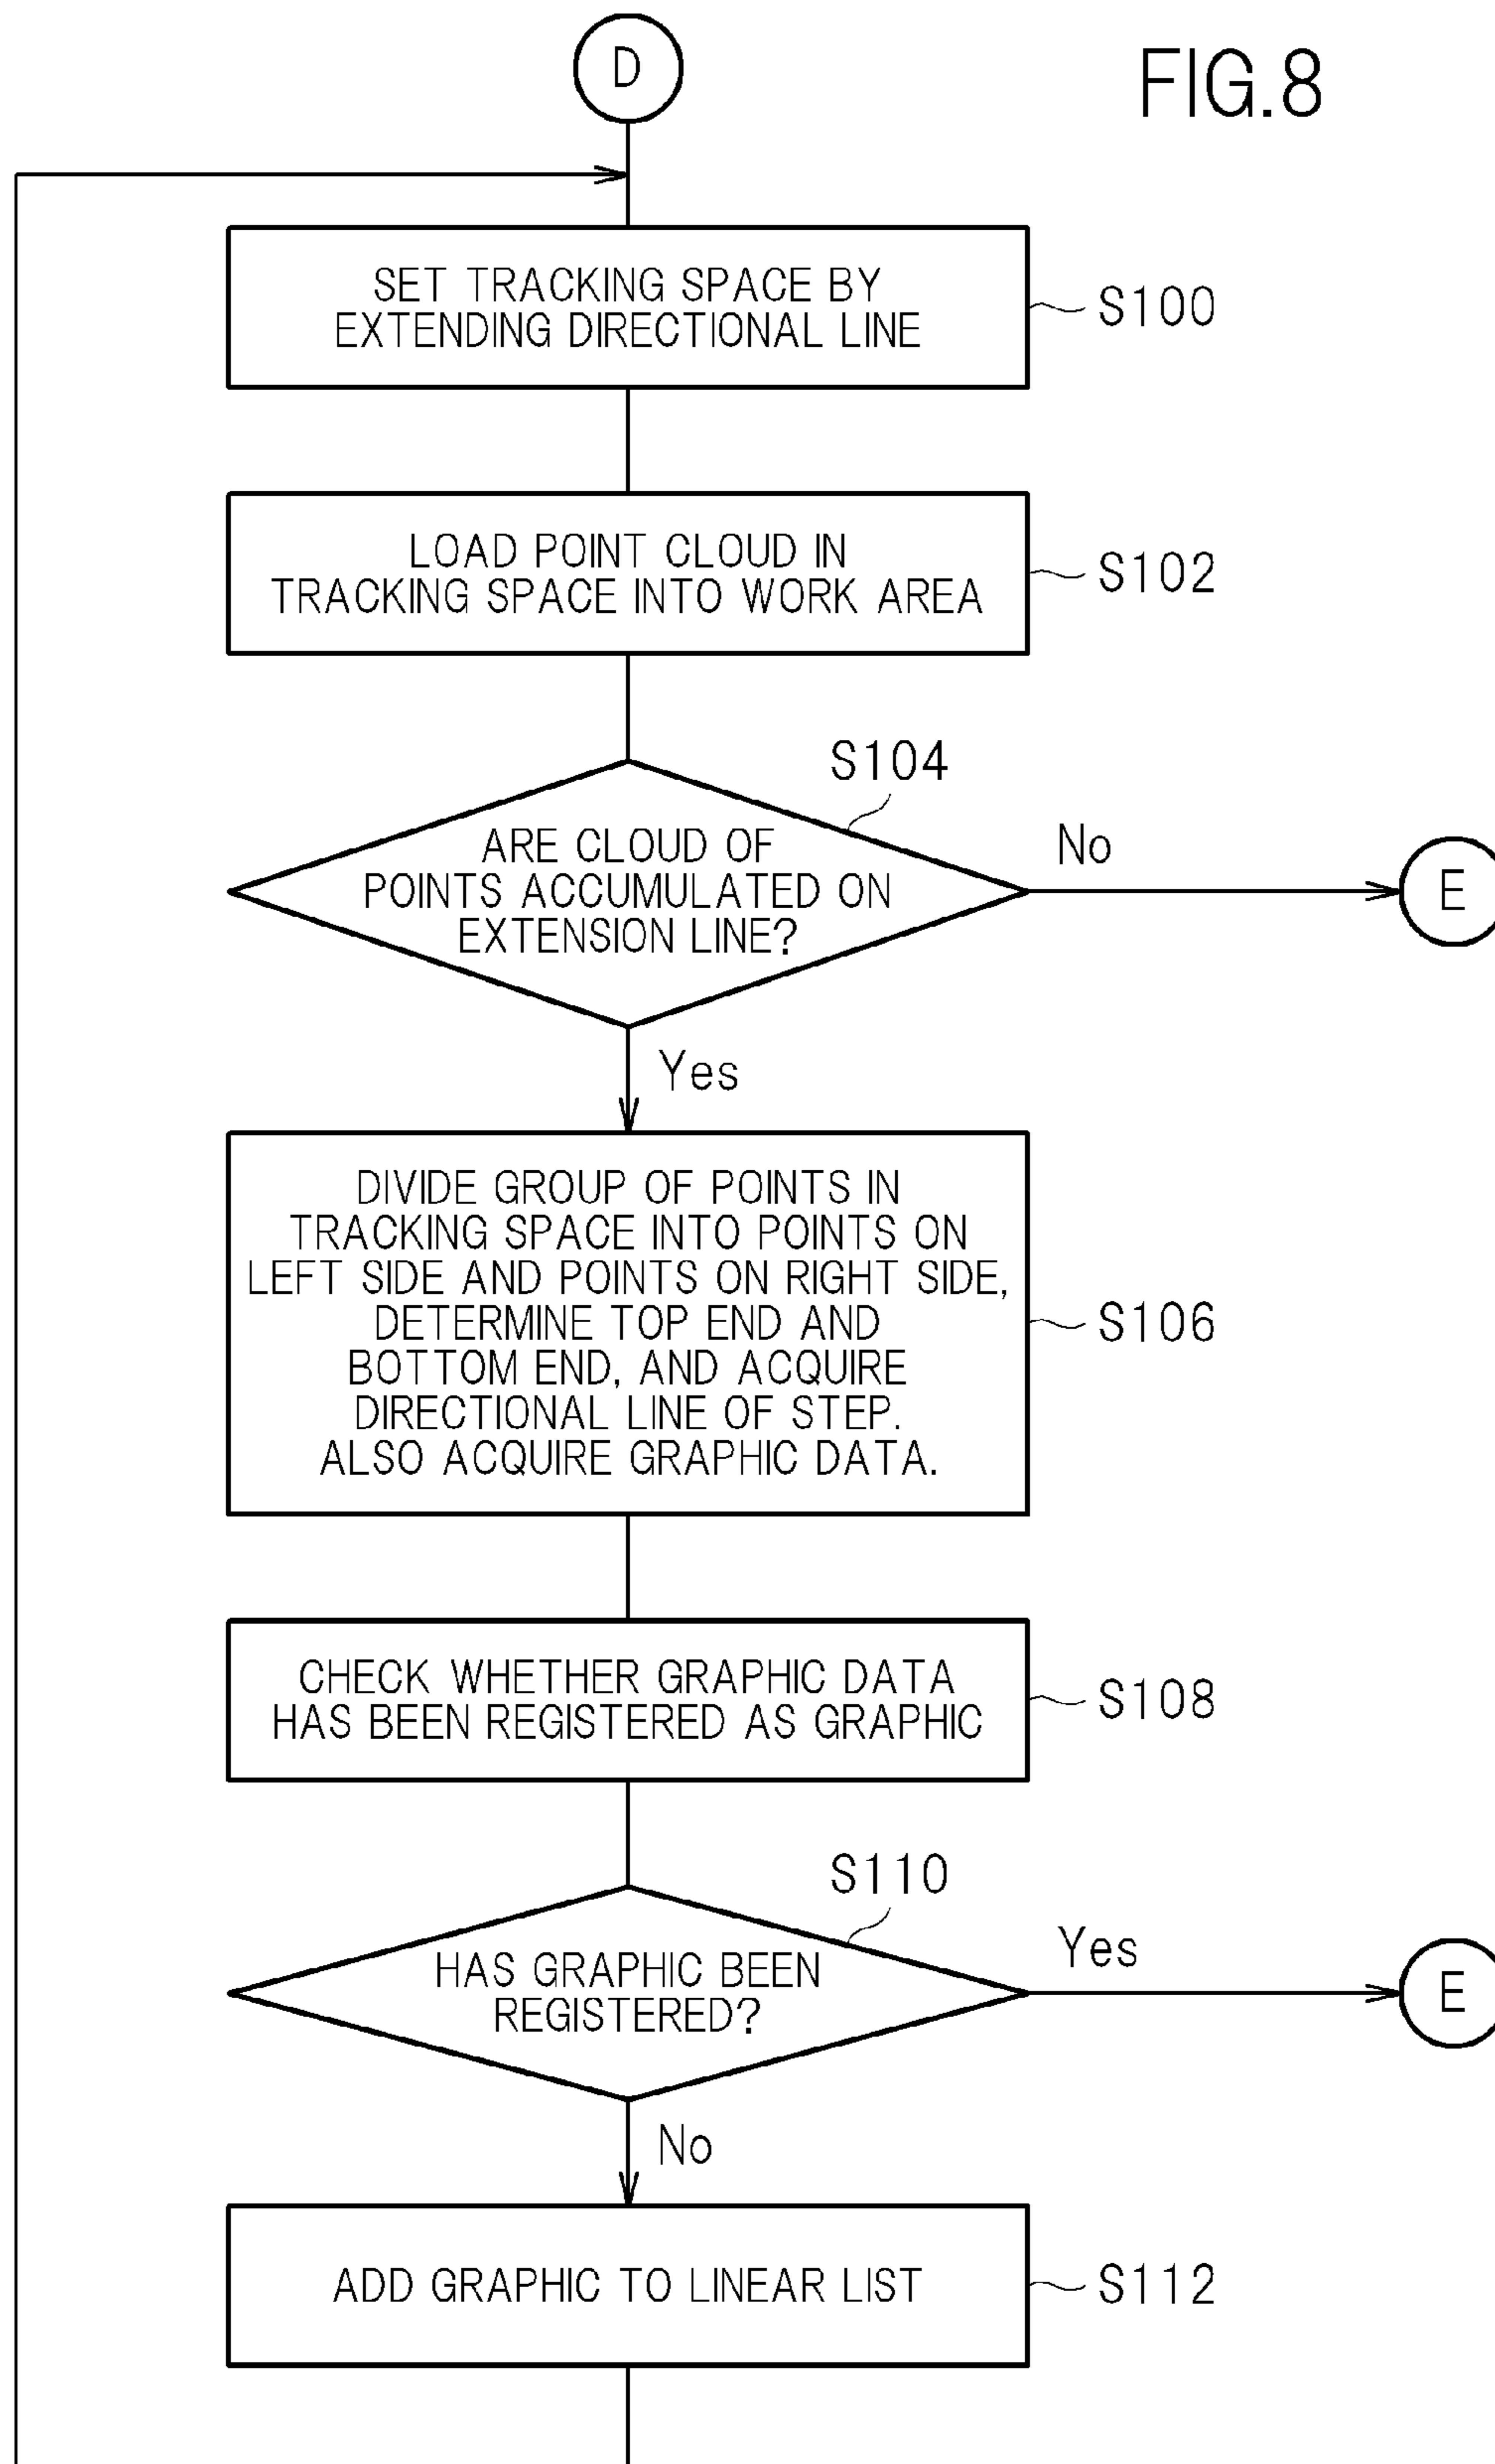 D
FIG.8
SET TRACKING SPACE BY
EXTENDING DIRECTIONAL LINE
S100
LOAD POINT CLOUD IN
TRACKING SPACE INTO WORK AREA
S102
S104
ARE CLOUD OF
POINTS ACCUMULATED ON
EXTENSION LINE?
No
E
Yes
DIVIDE GROUP OF POINTS IN
TRACKING SPACE INTO POINTS ON
LEFT SIDE AND POINTS ON RIGHT SIDE,
DETERMINE TOP END AND
BOTTOM END, AND ACQUIRE
DIRECTIONAL LINE OF STEP.
ALSO ACQUIRE GRAPHIC DATA.
S106
CHECK WHETHER GRAPHIC DATA
HAS BEEN REGISTERED AS GRAPHIC
S108
S110
HAS GRAPHIC BEEN
REGISTERED?
Yes
E
No
ADD GRAPHIC TO LINEAR LIST
S112